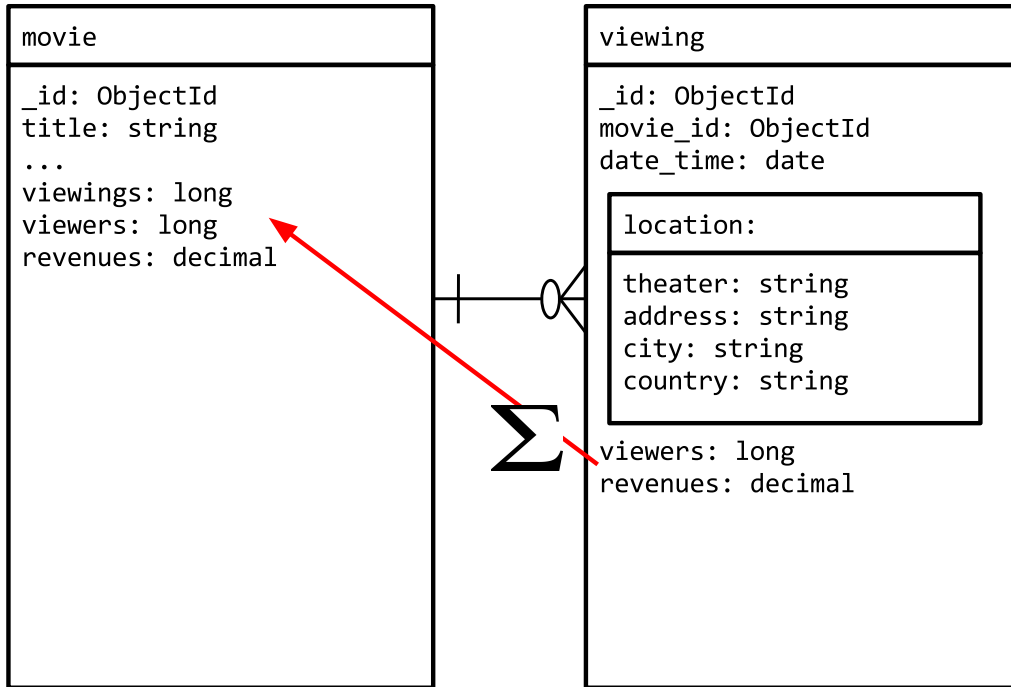 movie
_id: ObjectId
title: string
...
viewings: long
viewers: long
revenues: decimal
Σ
viewing
_id: ObjectId
movie_id: ObjectId
date_time: date
location:
theater: string
address: string
city: string
country: string
viewers: long
revenues: decimal